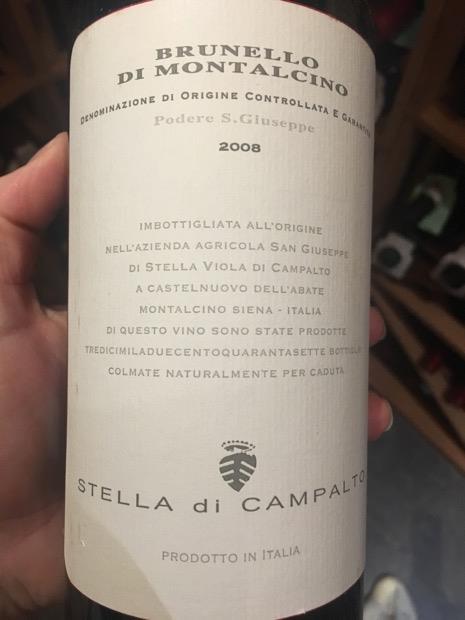 BRUNELLO
DI MONTALCINO
DENOMINAZIONE DI ORIGINE CONTROLLATA E
Podere S.Giuseppe
2008
IMBOTTIGLIATA ALL'ORIGINE
NELL'AZIENDA AGRICOLA SAN GIUSEPPE
DI STELLA VIOLA DI CAMPALTO
A CASTELNUOVO DELL'ABATE
MONTALCINO SIENA - ITALIA
DI QUESTO VINO SONO STATE PRODOTTE
TREDICIMILADUECENTOQUARANTASETTE
COLMATE NATURALMENTE PER CADUTA
STELLA di CAMPALTO
PRODOTTO IN ITALIA